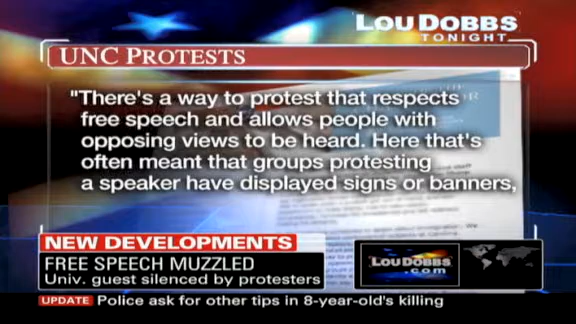 LOU DOBBS
TONIGHT
UNC PROTESTS
"There's a way to protest that respects
free speech and allows people with
opposing views to be heard. Here that's
often meant that groups protesting
a speaker have displayed signs or banners,
NEW DEVELOPMENTS
FREE SPEECH MUZZLED
Univ. guest silenced by protesters
LOUDOBBS
.com
UPDATE Police ask for other tips in 8-year-old's killing